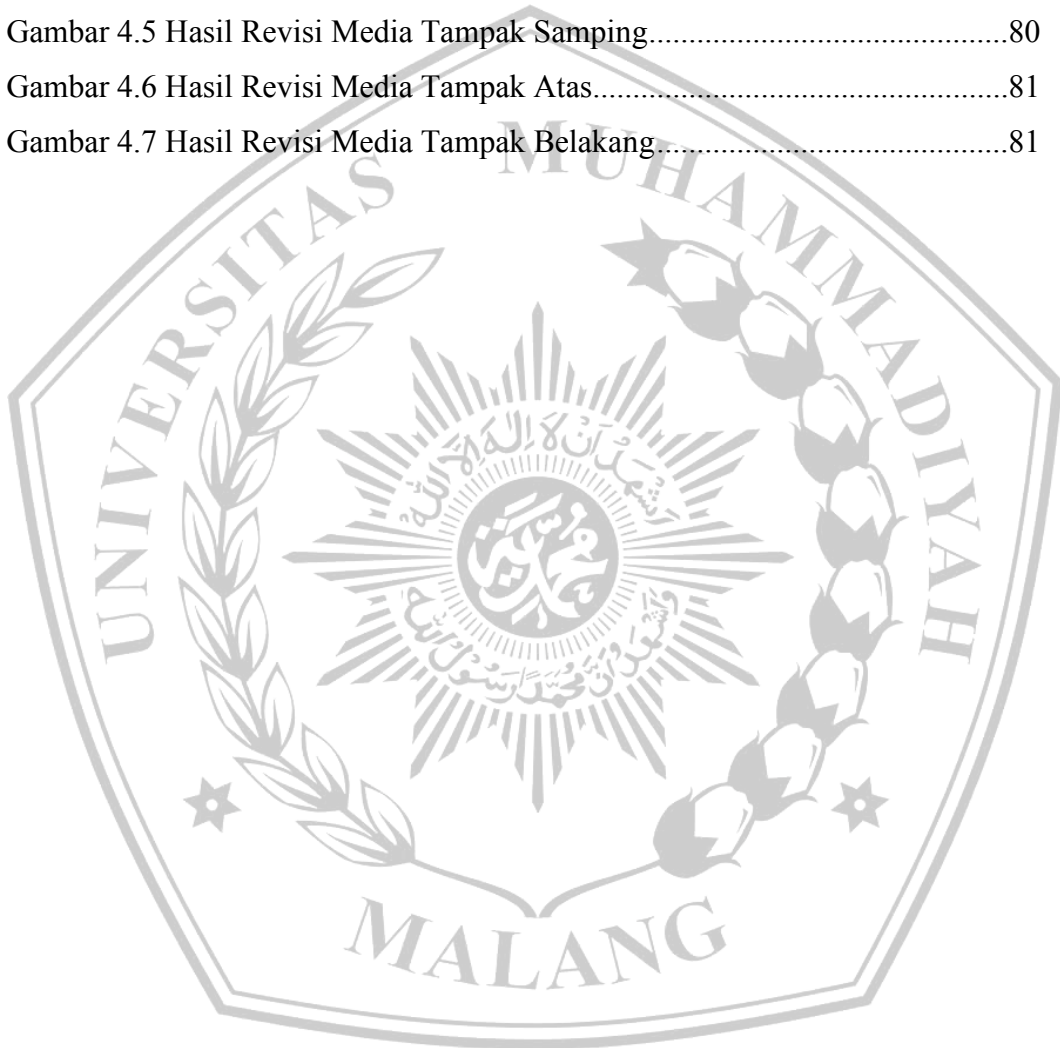 Gambar 4.5 Hasil Revisi Media Tampak Samping.............................................80
Gambar 4.6 Hasil Revisi Media Tampak Atas....................................................81
Gambar 4.7 Hasil Revisi Media Tampak Belakang............................................81
UNIVERSITAS MUHAMMADIYAH
MALANG